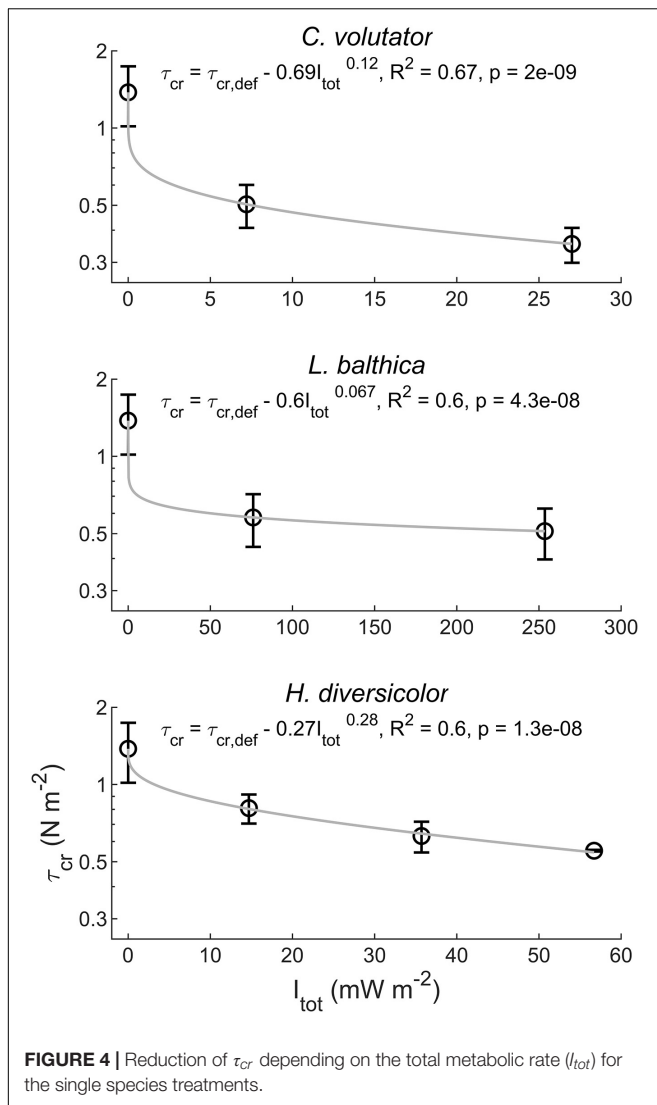 C. volutator
τcr = τcr,def - 0.69Itot 0.12, R2 = 0.67, p = 2e-09
2
1
0.5
0.3
0 5 10 15 20 25 30
L. balthica
τcr = τcr,def - 0.6Itot 0.067, R2 = 0.6, p = 4.3e-08
2
1
0.5
0.3
0 50 100 150 200 250 300
H. diversicolor
τcr = τcr,def - 0.27Itot 0.28, R2 = 0.6, p = 1.3e-08
2
1
0.5
0.3
τcr (N m-2)
0 10 20 30 40 50 60
Itot (mW m-2)
FIGURE 4 | Reduction of τcr depending on the total metabolic rate (Itot) for
the single species treatments.